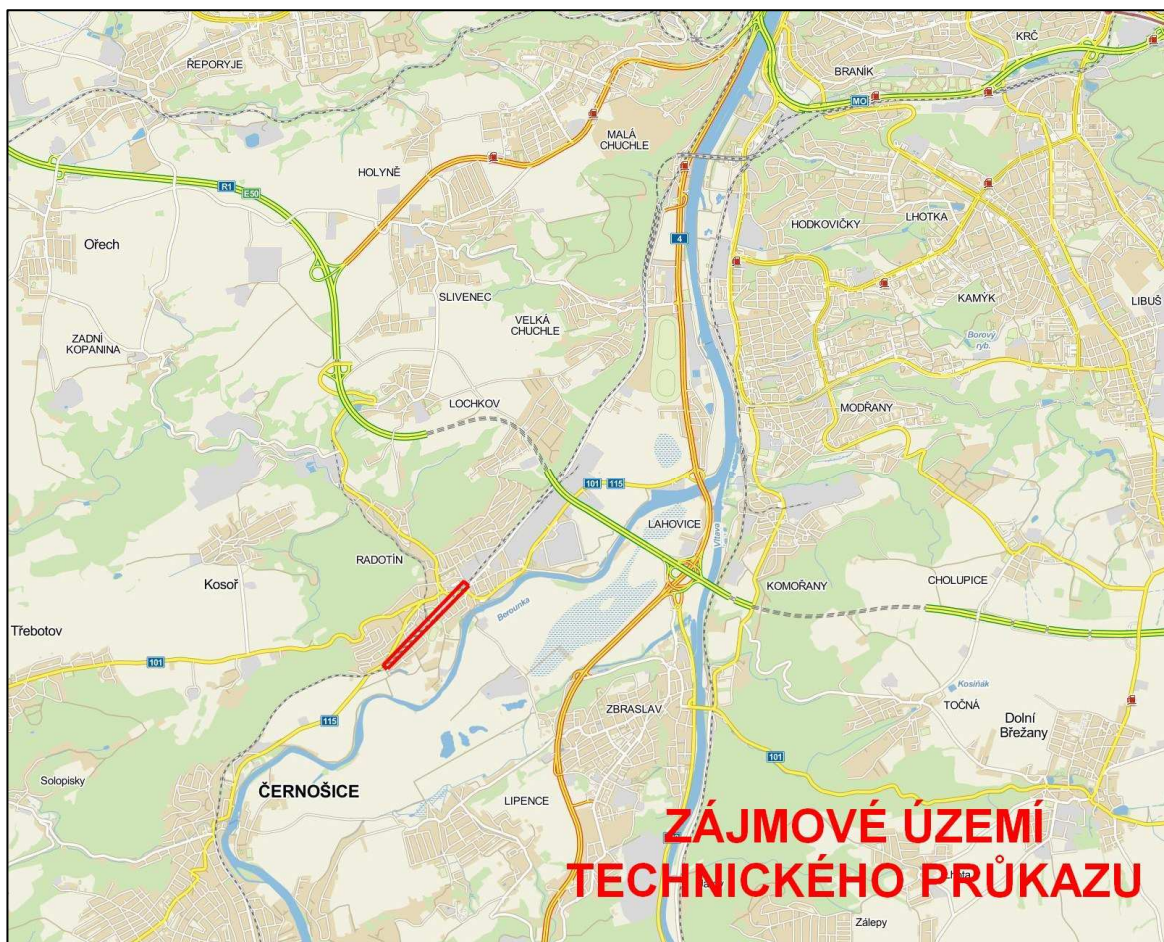 KRČ
ŘEPORYJE
BRANÍK
MO
MALÁ
CHUCHLE
HOLYNĚ
R1
E50
HODKOVIČKY
LHOTKA
Ořech
4
SLIVENEC
KAMÝK
LIBUŠ
VELKÁ
CHUCHLE
ZADNÍ
KOPANINA
Borový
ryb.
LOCHKOV
MODŘANY
101
115
LAHOVICE
Vltava
RADOTÍN
Kosoř
KOMOŘANY
CHOLUPICE
Berounka
Třebotov
101
Kosiňák
TOČNÁ
ZBRASLAV
115
Dolní
Břežany
101
Solopisky
ČERNOŠICE
LIPENCE
ZÁJMOVÉ ÚZEMÍ
TECHNICKÉHO PRŮKAZU
Zálepy